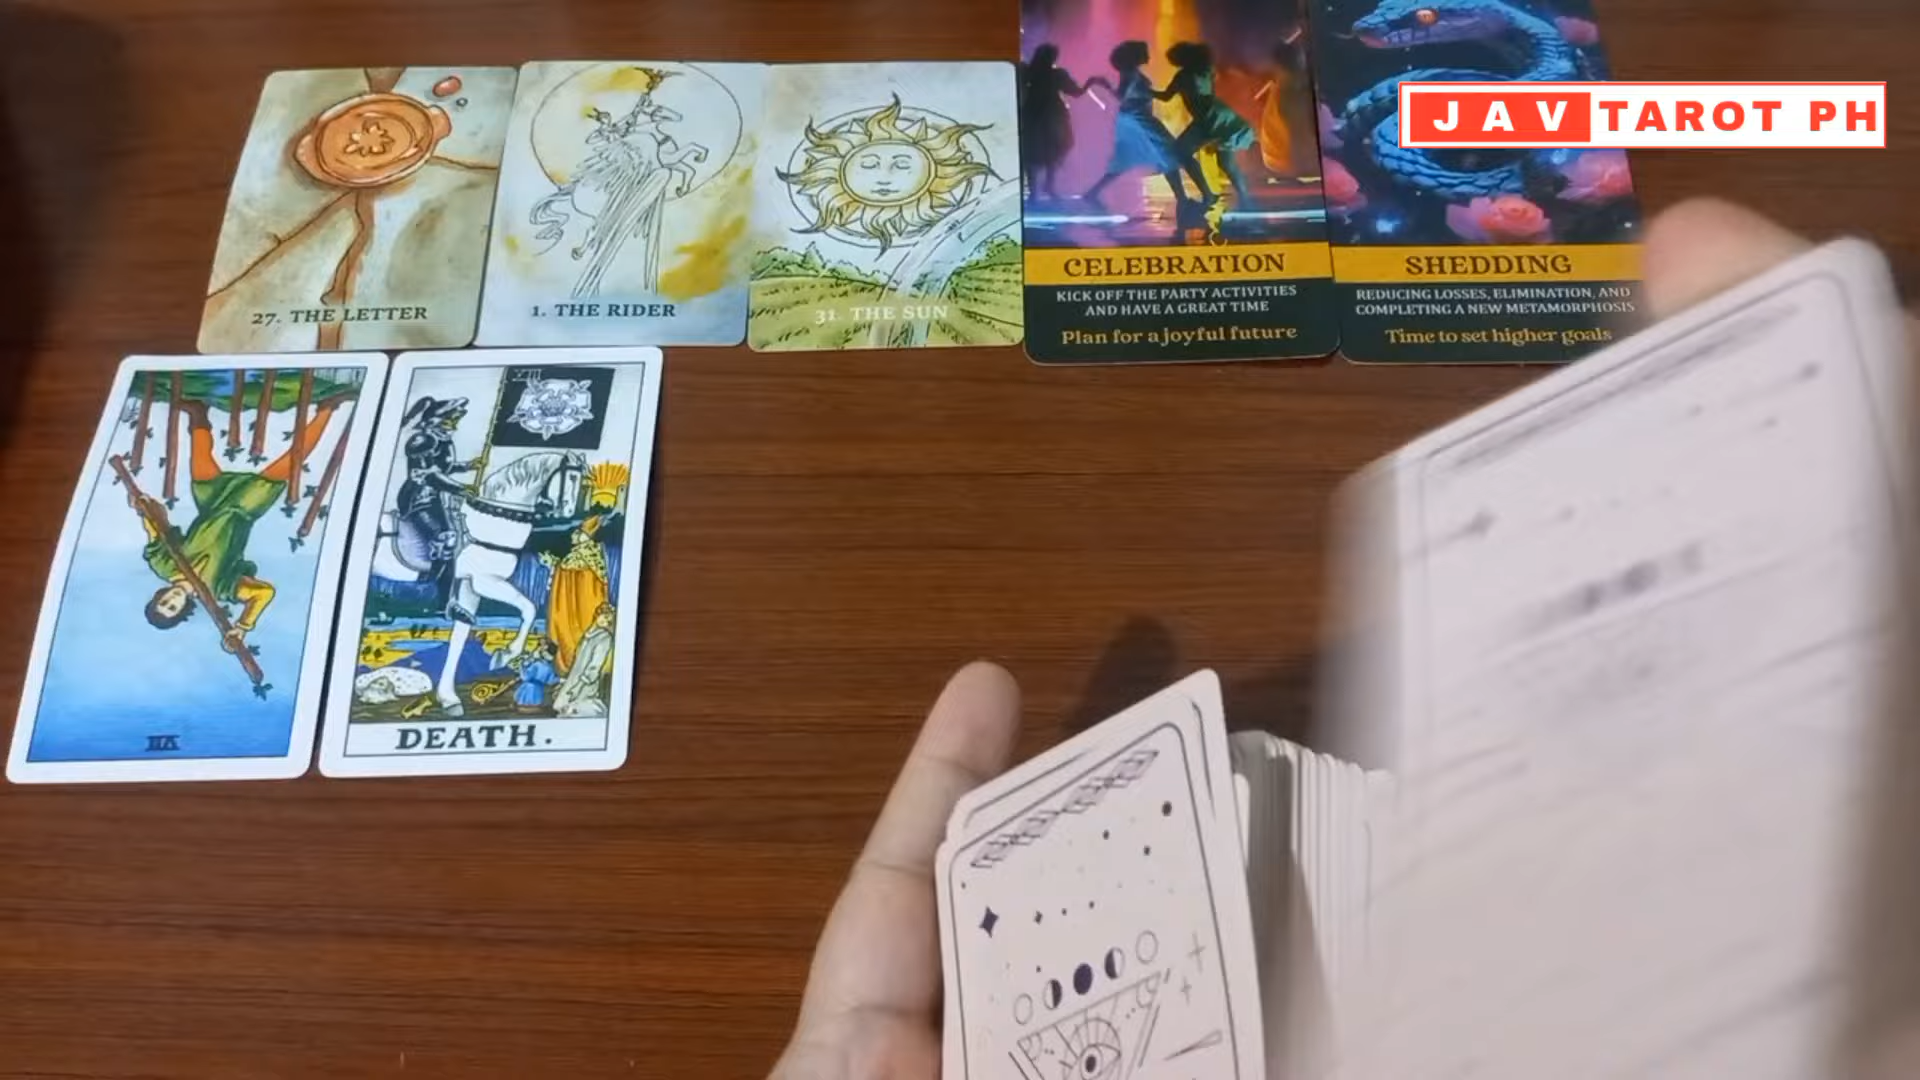 JAV TAROT PH
27. THE LETTER
1. THE RIDER
31. THE SUN
CELEBRATION
KICK OFF THE PARTY ACTIVITIES
AND HAVE A GREAT TIME
Plan for a joyful future
SHEDDING
REDUCING LOSSES, ELIMINATION, AND
COMPLETING A NEW METAMORPHOSIS
Time to set higher goals
VII
XIII
DEATH.